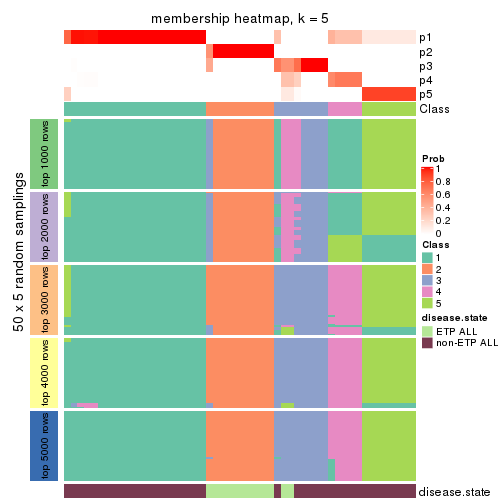 membership heatmap, k = 5
p1
p2
p3
p4
p5
Class
50 x 5 random samplings
top 1000 rows
top 2000 rows
top 3000 rows
top 4000 rows
top 5000 rows
disease.state
Prob
1
0.8
0.6
0.4
0.2
0
Class
1
2
3
4
5
disease.state
ETP ALL
non-ETP ALL